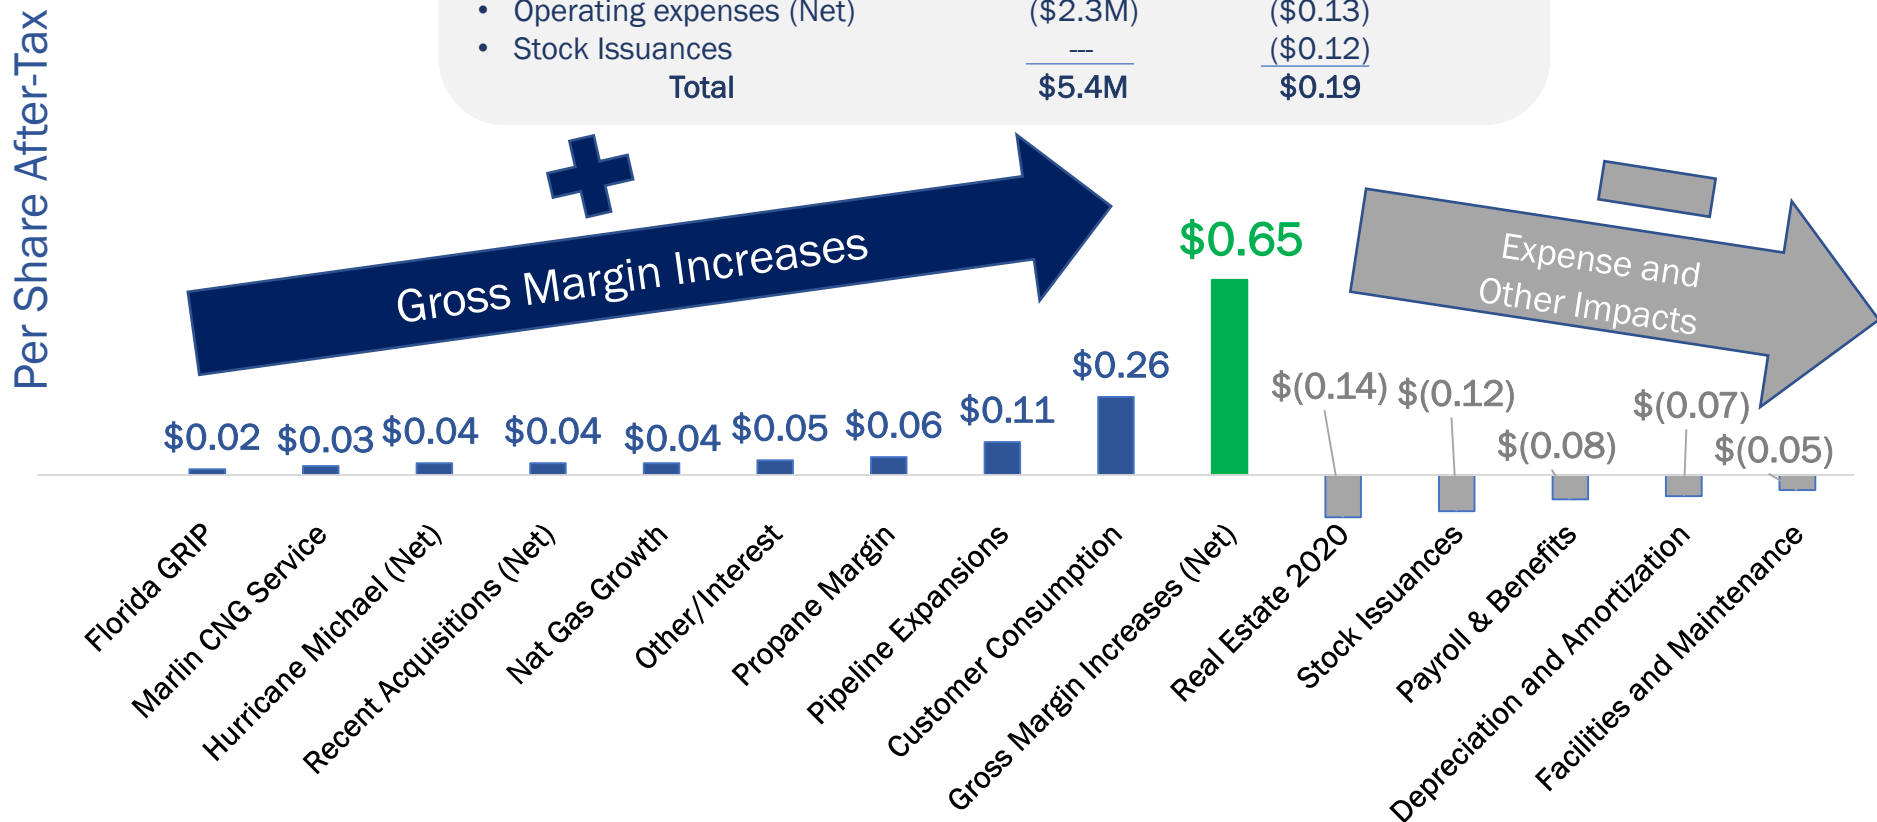 Per Share After-Tax
• Operating expenses (Net) ($2.3M) ($0.13)
• Stock Issuances --- ($0.12)
Total $5.4M $0.19
Gross Margin Increases
Expense and
Other Impacts
$0.02
$0.03
$0.04
$0.04
$0.04
$0.05
$0.06
$0.11
$0.26
$0.65
$(0.14)
$(0.12)
$(0.08)
$(0.07)
$(0.05)
Florida GRIP
Marlin CNG Service
Hurricane Michael (Net)
Recent Acquisitions (Net)
Nat Gas Growth
Other/Interest
Propane Margin
Pipeline Expansions
Customer Consumption
Gross Margin Increases (Net)
Real Estate 2020
Stock Issuances
Payroll & Benefits
Depreciation and Amortization
Facilities and Maintenance